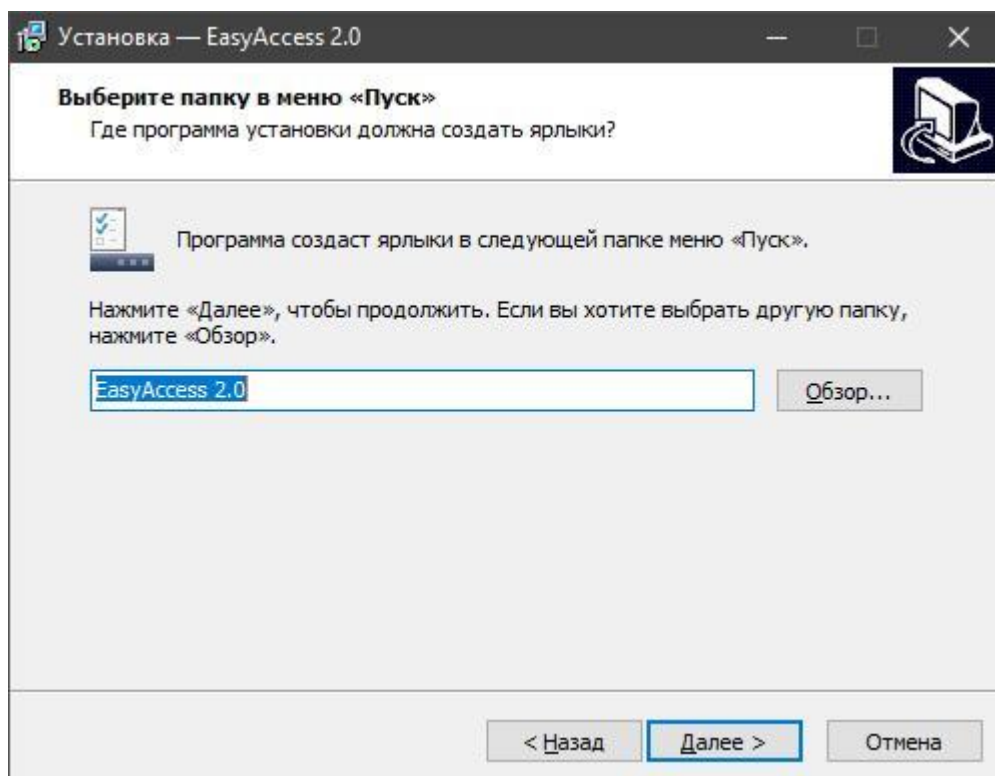 Установка — EasyAccess 2.0
Выберите папку в меню «Пуск»
Где программа установки должна создать ярлыки?
Программа создаст ярлыки в следующей папке меню «Пуск».
Нажмите «Далее», чтобы продолжить. Если вы хотите выбрать другую папку,
нажмите «Обзор».
EasyAccess 2.0
Обзор...
< Назад
Далее >
Отмена